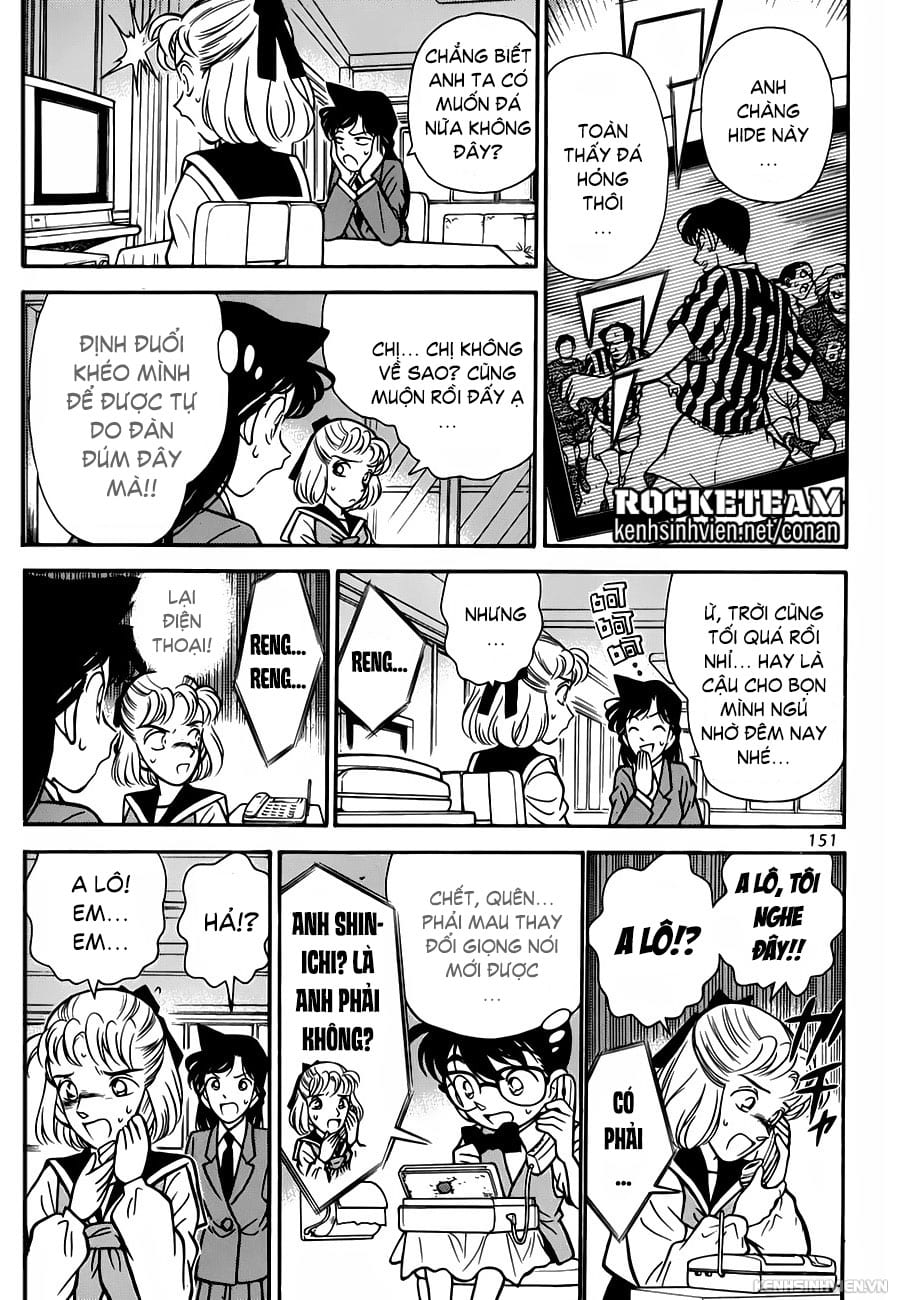 ANH
CHÀNG
HIDE NÀY
...
TOÀN
THẤY ĐÁ
HỎNG
THÔI
...
CHẲNG BIẾT
ANH TA CÓ
MUỐN ĐÁ
NỮA KHÔNG
ĐÂY?
ROCKETEAM
kenhsinhvien.net/conan
CHỊ... CHỊ KHÔNG
VỀ SAO? CŨNG
MUỘN RỒI ĐẤY Ạ
...
ĐỊNH ĐUỔI
KHÉO MÌNH
ĐỂ ĐƯỢC TỰ
DO ĐÀN
ĐÚM ĐÂY
MÀ!!
Ừ, TRỜI CŨNG
TỐI QUÁ RỒI
NHỈ... HAY LÀ
CẬU CHO BỌN
MÌNH NGỦ
NHỜ ĐÊM NAY
NHÉ.
NHƯNG
...
RENG...
RENG...
RENG...
LẠI
ĐIỆN
THOẠI!
151
A LÔ, TÔI
NGHE
ĐÂY!!
A LÔ!?
CÓ
PHẢI
...
CHẾT, QUÊN...
PHẢI MAU THAY
ĐỔI GIỌNG NÓI
MỚI ĐƯỢC
...
ANH SHIN-
ICHI? LÀ
ANH PHẢI
KHÔNG?
HẢ!?
A LÔ!
EM...
EM...
KENHSINHVIEN.VN